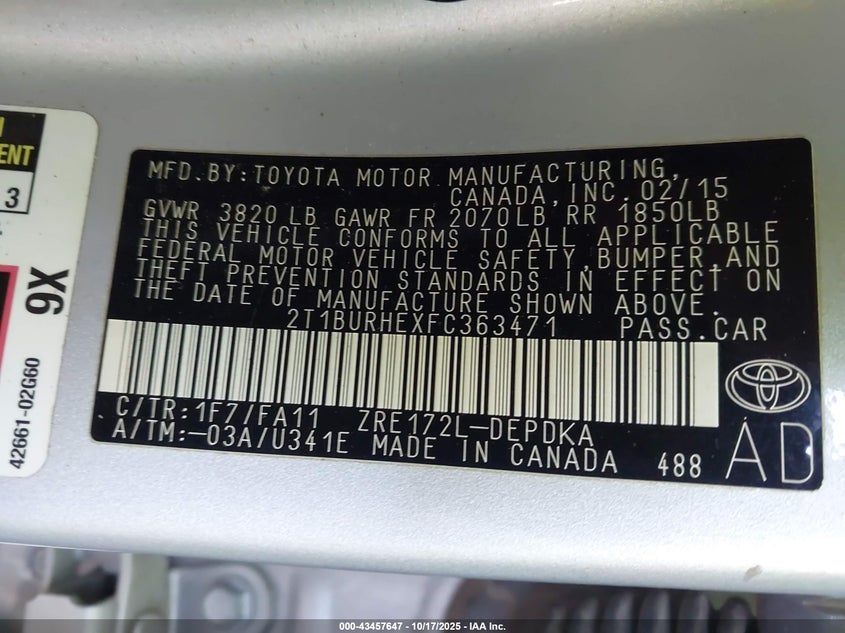 ENT
3
9X
42661-02G60
MFD.BY:TOYOTA MOTOR MANUFACTURING,
CANADA,INC. 02/15
GVWR 3820 LB GAWR FR 2070LB RR 1850LB
THIS VEHICLE CONFORMS TO ALL APPLICABLE
FEDERAL MOTOR VEHICLE SAFETY,BUMPER,AND
THEFT PREVENTION STANDARDS IN EFFECT ON
THE DATE OF MANUFACTURE SHOWN ABOVE.
2T1BURHEXFC363471 PASS.CAR
C/TR:1F7/FA11 ZRE172L-DEPDKA
A/TM:-03A/U341E MADE IN CANADA 488
AD
000-43457647 - 10/17/2025 - IAA Inc.